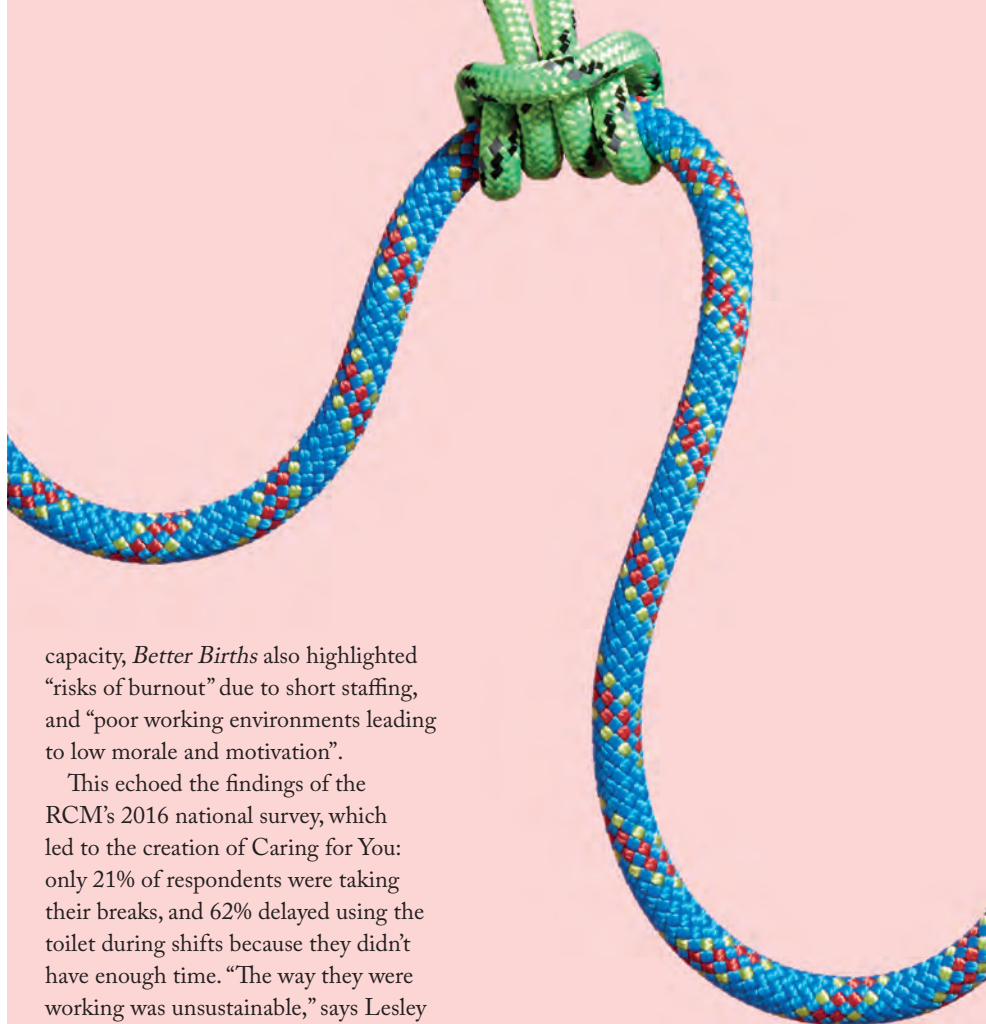 capacity, Better Births also highlighted
“risks of burnout” due to short staffing,
and “poor working environments leading
to low morale and motivation”.
This echoed the findings of the
RCM’s 2016 national survey, which
led to the creation of Caring for You:
only 21% of respondents were taking
their breaks, and 62% delayed using the
toilet during shifts because they didn’t
have enough time. “The way they were
working was unsustainable,” says Lesley